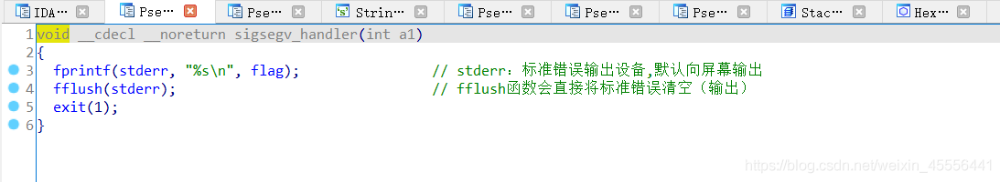 IDA… Pse… Pse… Strin… Pse… Pse… Pse… Stac… Hex…
1 void __cdecl __noreturn sigsegv_handler(int a1)
2 {
3 fprintf(stderr, "%s\n", flag); // stderr：标准错误输出设备,默认向屏幕输出
4 fflush(stderr); // fflush函数会直接将标准错误清空（输出）
5 exit(1);
6 }
https://blog.csdn.net/weixin_45556441